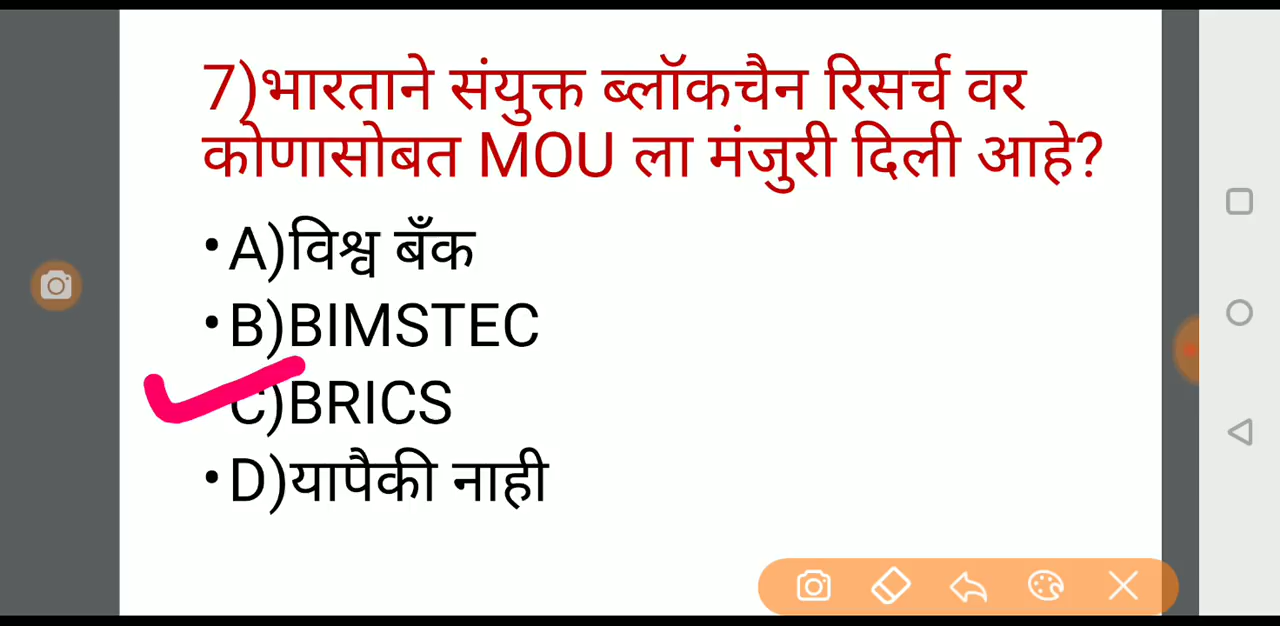 7)भारताने संयुक्त ब्लॉकचैन रिसर्च वर
कोणासोबत MOU ला मंजुरी दिली आहे?
•A)विश्व बँक
•B)BIMSTEC
C)BRICS
•D)यापैकी नाही